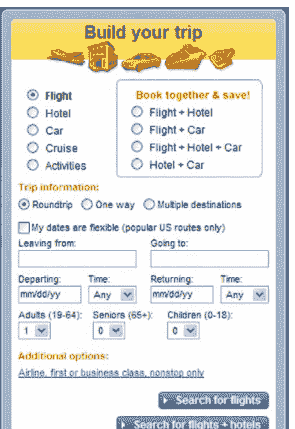 Build your trip
Flight
Hotel
Car
Cruise
Activities
Book together & save!
Flight + Hotel
Flight + Car
Flight + Hotel + Car
Hotel + Car
Trip information:
Roundtrip One way Multiple destinations
My dates are flexible (popular US routes only)
Leaving from: Going to:
Departing: Time: Returning: Time:
mm/dd/yy Any mm/dd/yy Any
Adults (19-64): Seniors (65+): Children (0-18):
1 0 0
Additional options:
Airline, first or business class, nonstop only
Search for flights
Search for flights + hotels